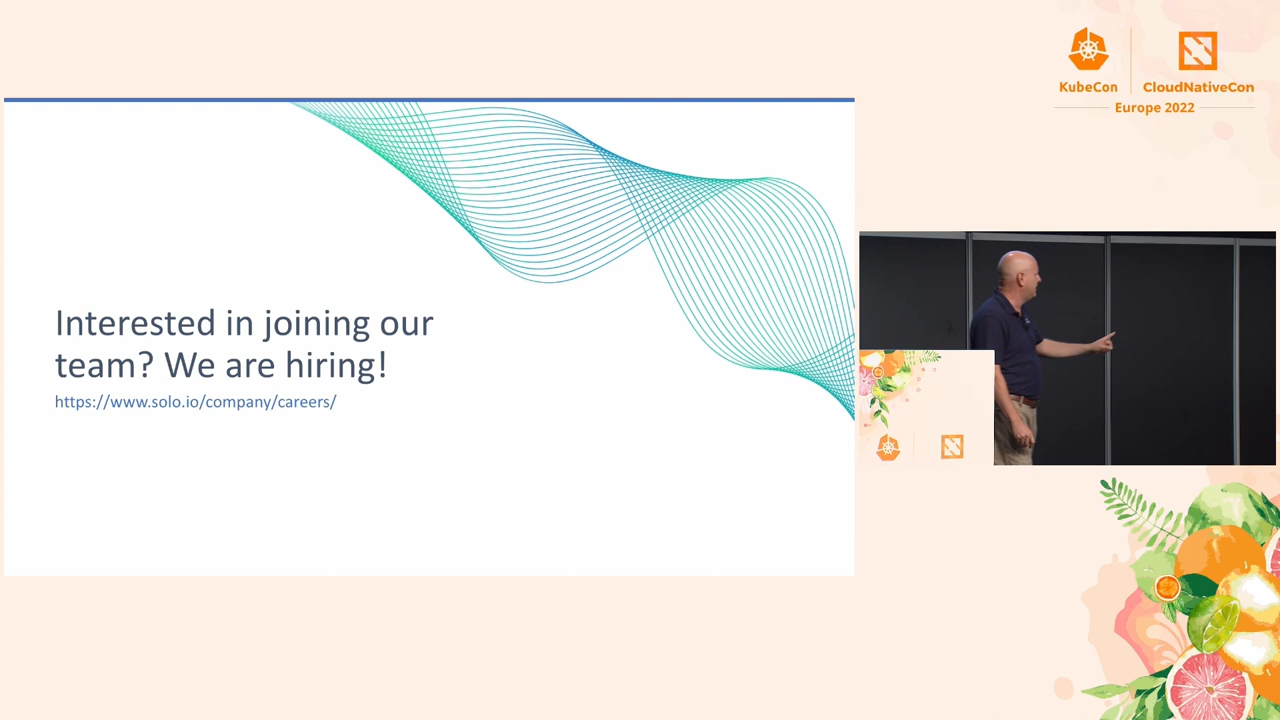 KubeCon
CloudNativeCon
Europe 2022
Interested in joining our
team? We are hiring!
https://www.solo.io/company/careers/